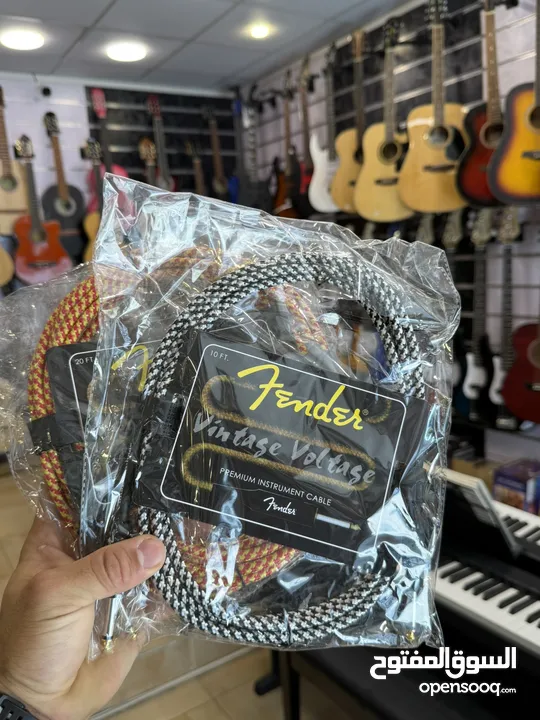 20 FT.
10 FT.
Fender®
Vintage Voltage
PREMIUM INSTRUMENT CABLE
Fender
السوق المفتوح
opensooq.com